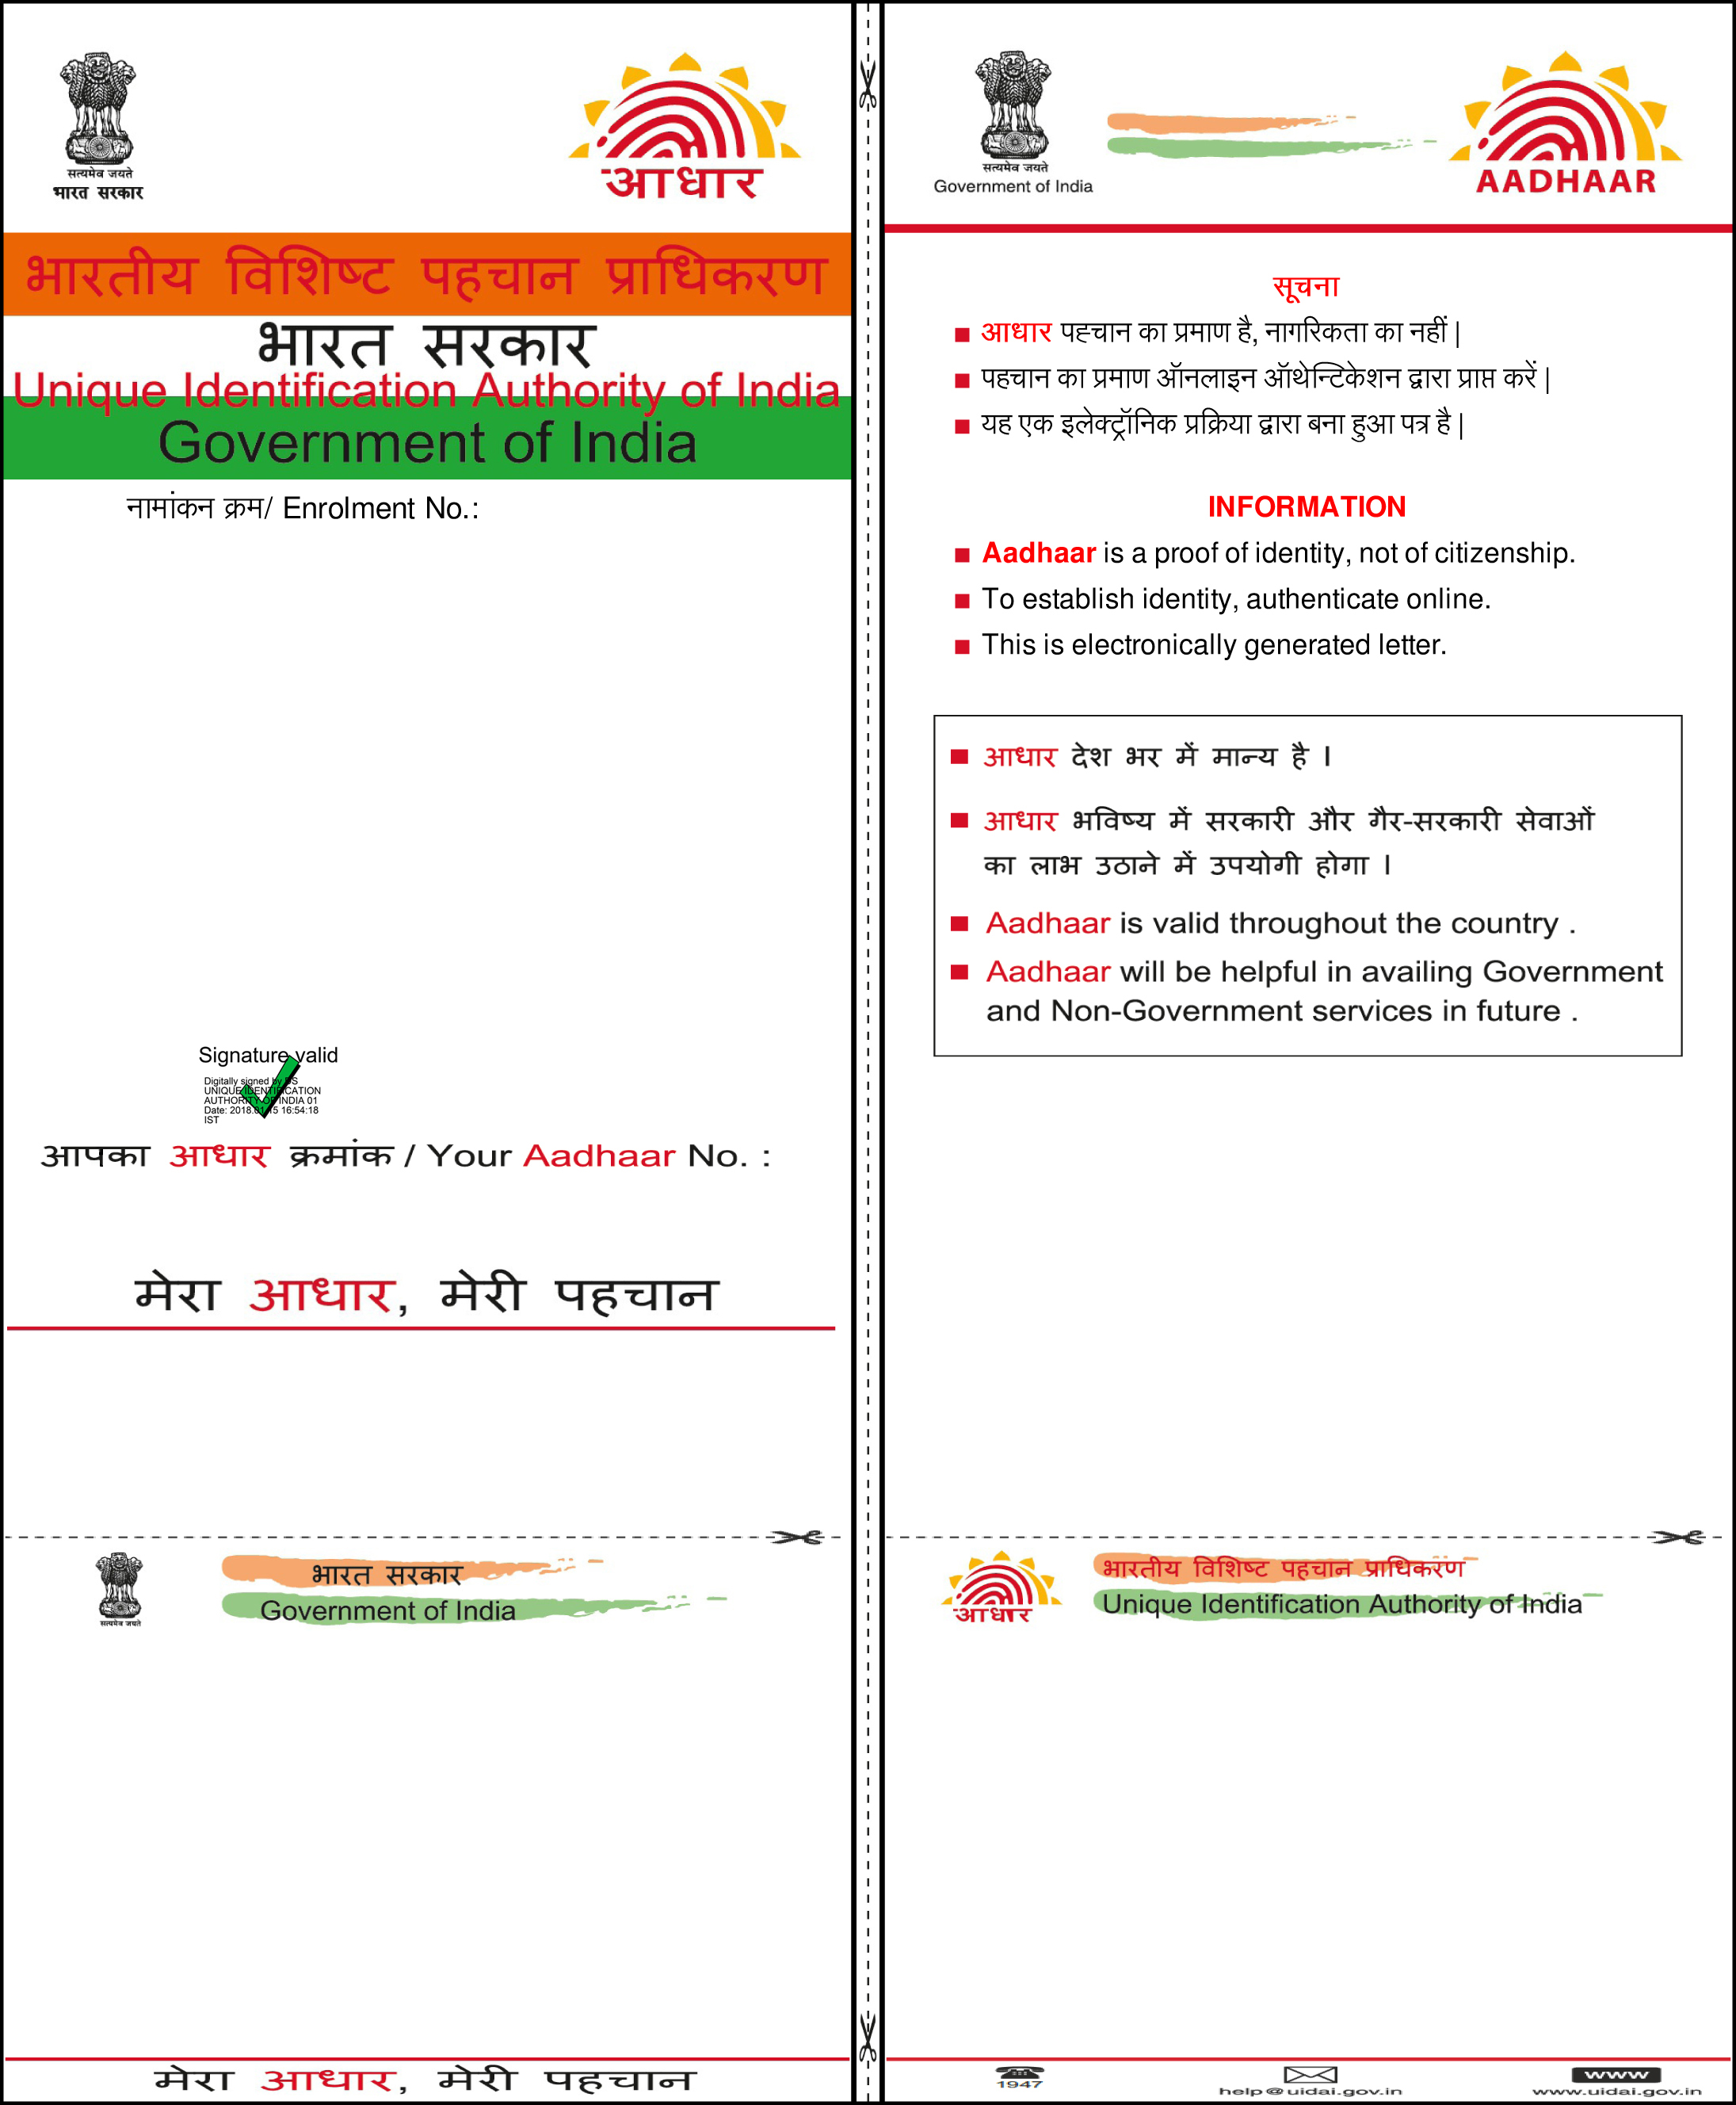 सत्यमेव जयते
भारत सरकार
आधार
भारतीय विशिष्ट पहचान प्राधिकरण
भारत सरकार
Unique Identification Authority of India
Government of India
नामांकन क्रम/ Enrolment No.:
Signature valid
Digitally signed by DS
UNIQUE IDENTIFICATION
AUTHORITY OF INDIA 01
Date: 2018.01.15 16:54:18
IST
आपका आधार क्रमांक / Your Aadhaar No. :
मेरा आधार, मेरी पहचान
सत्यमेव जयते
Government of India
AADHAAR
सूचना
आधार पहचान का प्रमाण है, नागरिकता का नहीं |
पहचान का प्रमाण ऑनलाइन ऑथेन्टिकेशन द्वारा प्राप्त करें |
यह एक इलेक्ट्रॉनिक प्रक्रिया द्वारा बना हुआ पत्र है |
INFORMATION
Aadhaar is a proof of identity, not of citizenship.
To establish identity, authenticate online.
This is electronically generated letter.
आधार देश भर में मान्य है ।
आधार भविष्य में सरकारी और गैर-सरकारी सेवाओं
का लाभ उठाने में उपयोगी होगा ।
Aadhaar is valid throughout the country .
Aadhaar will be helpful in availing Government
and Non-Government services in future .
सत्यमेव जयते
भारत सरकार
Government of India
मेरा आधार, मेरी पहचान
आधार
भारतीय विशिष्ट पहचान प्राधिकरण
Unique Identification Authority of India
1947
help@uidai.gov.in
www
www.uidai.gov.in